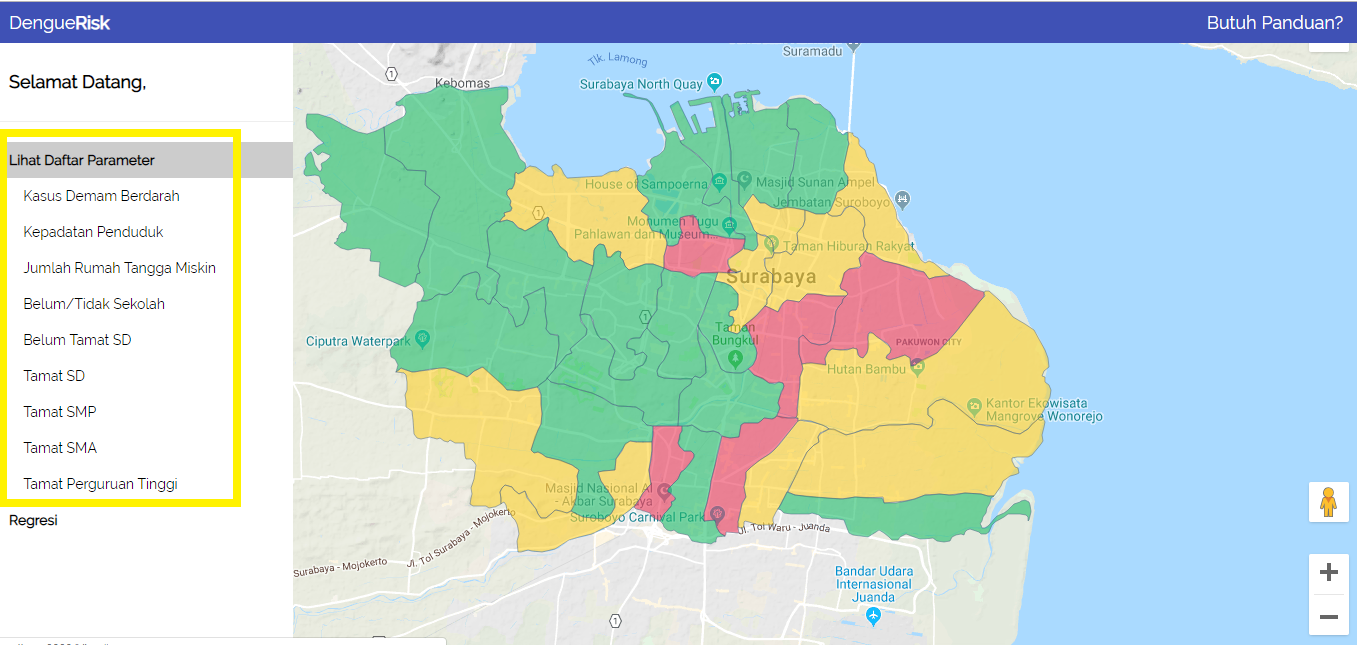 DengueRisk
Butuh Panduan?
Selamat Datang,
Lihat Daftar Parameter
Kasus Demam Berdarah
Kepadatan Penduduk
Jumlah Rumah Tangga Miskin
Belum/Tidak Sekolah
Belum Tamat SD
Tamat SD
Tamat SMP
Tamat SMA
Tamat Perguruan Tinggi
Regresi
Suramadu
Tlk. Lamong
1
Kebomas
Surabaya North Quay
House of Sampoerna
Masjid Sunan Ampel
Jembatan Suroboyo
1
Monumen Tugu
Pahlawan dan Museum...
Taman Hiburan Rakyat
Surabaya
1
Taman
Bungkul
Ciputra Waterpark
PAKUWON CITY
Hutan Bambu
Kantor Ekowisata
Mangrove Wonorejo
Masjid Nasional Al
- Akbar Surabaya
Suroboyo Carnival Park
Jl. Tol Waru - Juanda
Jl. Tol Surabaya - Mojokerto
Surabaya - Mojokerto
Bandar Udara
Internasional
Juanda
1